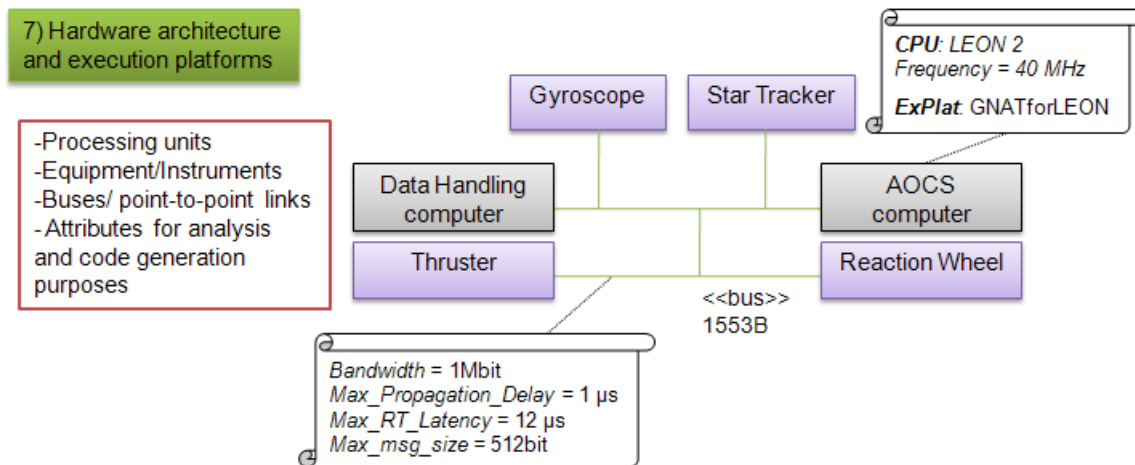 7) Hardware architecture
and execution platforms
CPU: LEON 2
Frequency = 40 MHz
ExPlat: GNATforLEON
Gyroscope
Star Tracker
-Processing units
-Equipment/Instruments
-Buses/ point-to-point links
- Attributes for analysis
and code generation
purposes
Data Handling
computer
AOCS
computer
Thruster
Reaction Wheel
<<bus>>
1553B
Bandwidth = 1Mbit
Max_Propagation_Delay = 1 µs
Max_RT_Latency = 12 µs
Max_msg_size = 512bit